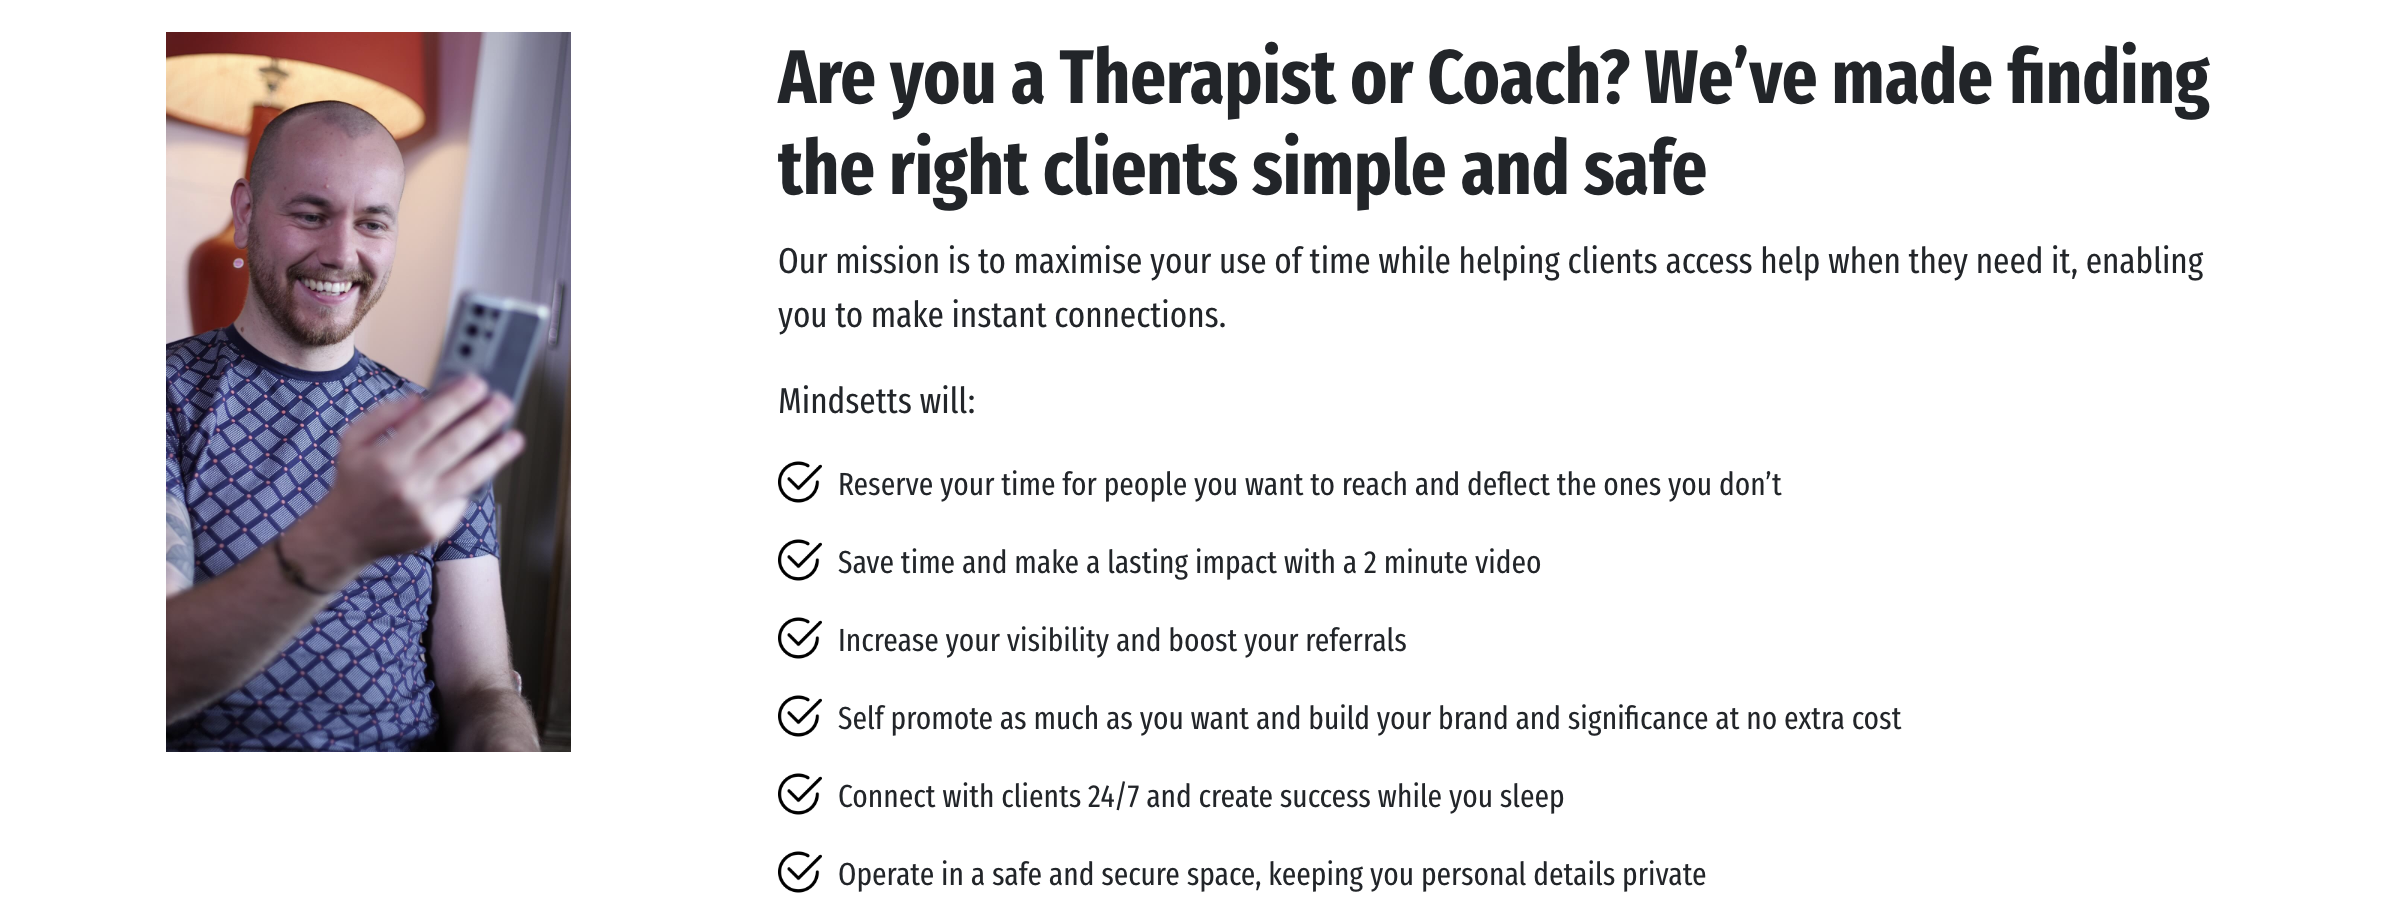 Are you a Therapist or Coach? We’ve made finding
the right clients simple and safe
Our mission is to maximise your use of time while helping clients access help when they need it, enabling
you to make instant connections.
Mindsetts will:
Reserve your time for people you want to reach and deflect the ones you don’t
Save time and make a lasting impact with a 2 minute video
Increase your visibility and boost your referrals
Self promote as much as you want and build your brand and significance at no extra cost
Connect with clients 24/7 and create success while you sleep
Operate in a safe and secure space, keeping you personal details private